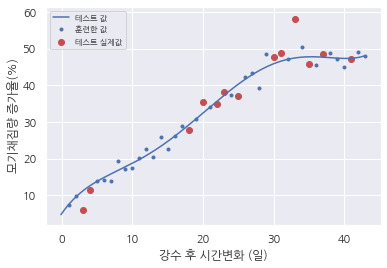 테스트 값
훈련한 값
테스트 실제값
60
50
40
30
20
10
모기채집량 증가율(%)
0
10
20
30
40
강수 후 시간변화 (일)